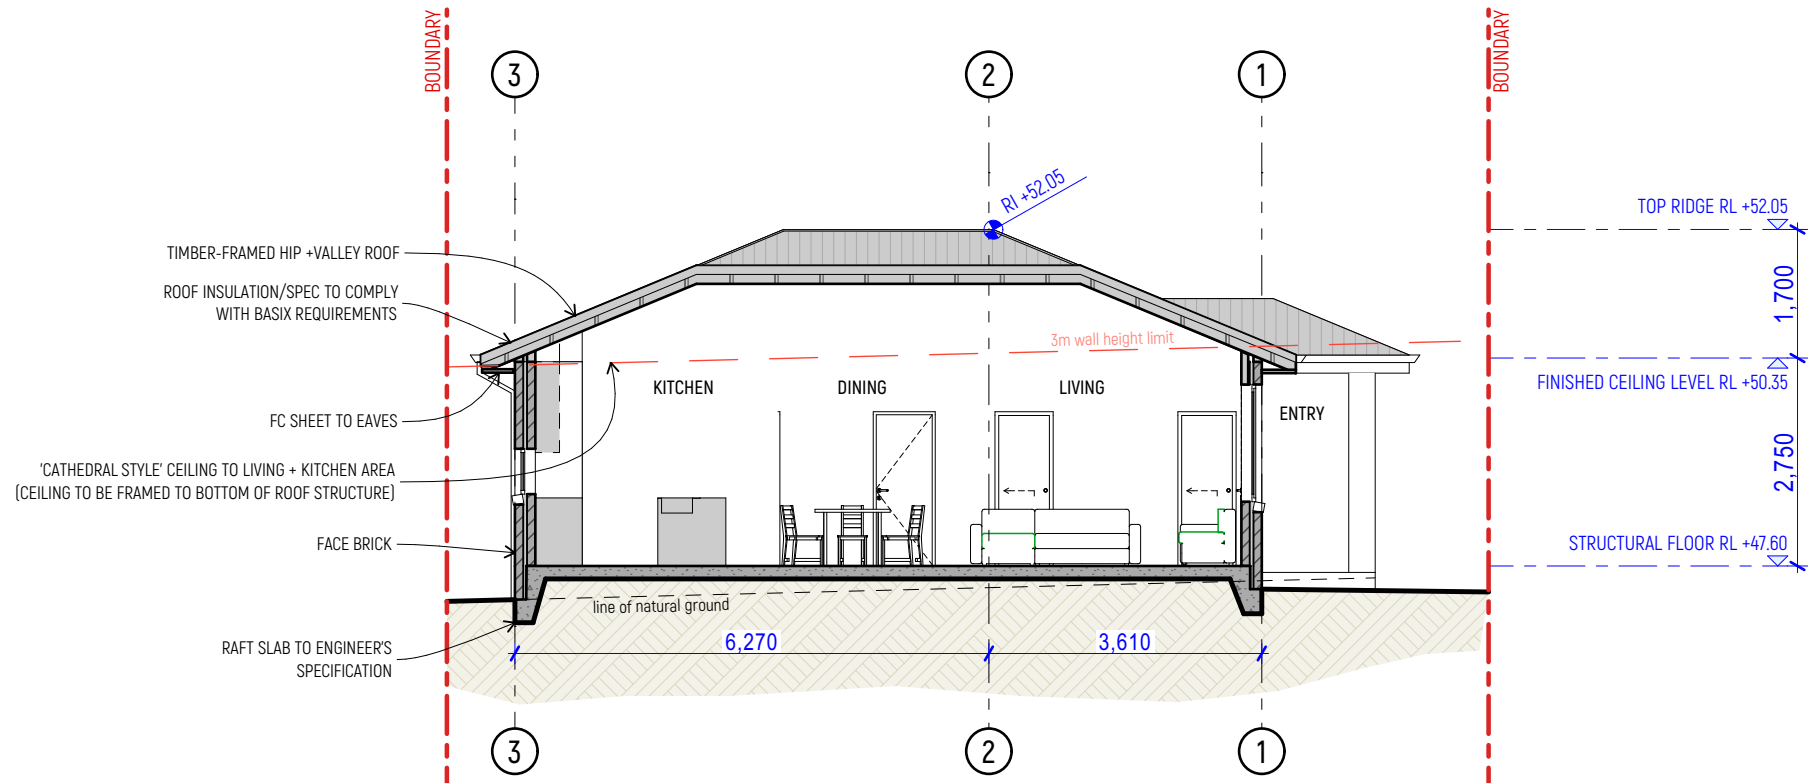 BOUNDARY
BOUNDARY
3
2
1
RI +52.05
TOP RIDGE RL +52.05
TIMBER-FRAMED HIP +VALLEY ROOF
ROOF INSULATION/SPEC TO COMPLY
WITH BASIX REQUIREMENTS
1,700
3m wall height limit
KITCHEN
DINING
LIVING
FINISHED CEILING LEVEL RL +50.35
ENTRY
FC SHEET TO EAVES
'CATHEDRAL STYLE' CEILING TO LIVING + KITCHEN AREA
(CEILING TO BE FRAMED TO BOTTOM OF ROOF STRUCTURE)
2,750
FACE BRICK
STRUCTURAL FLOOR RL +47.60
line of natural ground
RAFT SLAB TO ENGINEER'S
SPECIFICATION
6,270
3,610
3
2
1